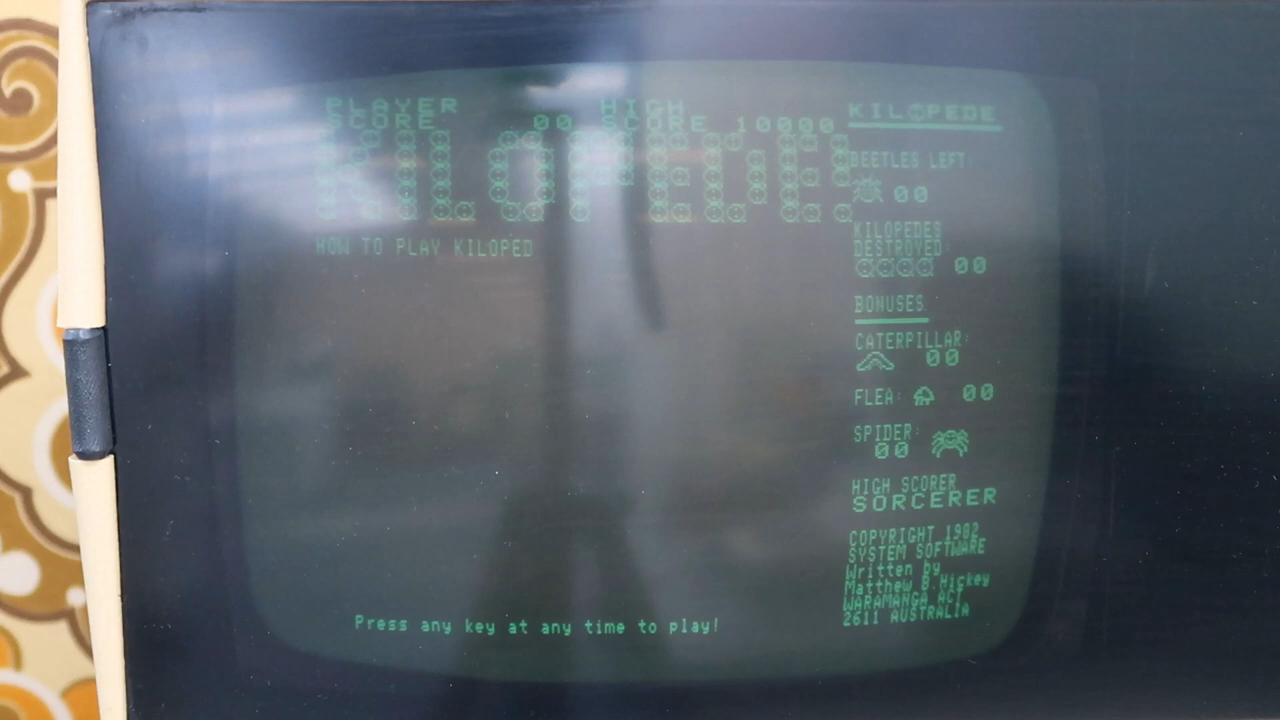 PLAYER HIGH
SCORE 00 SCORE 10000
KILOPEDE!
HOW TO PLAY KILOPED
Press any key at any time to play!
KILOPEDE
BEETLES LEFT:
00
KILOPEDES
DESTROYED:
00
BONUSES
CATERPILLAR:
00
FLEA: 00
SPIDER:
00
HIGH SCORER
SORCERER
COPYRIGHT 1982
SYSTEM SOFTWARE
Written by
Matthew B.Hickey
WARAMANGA ACT
2611 AUSTRALIA